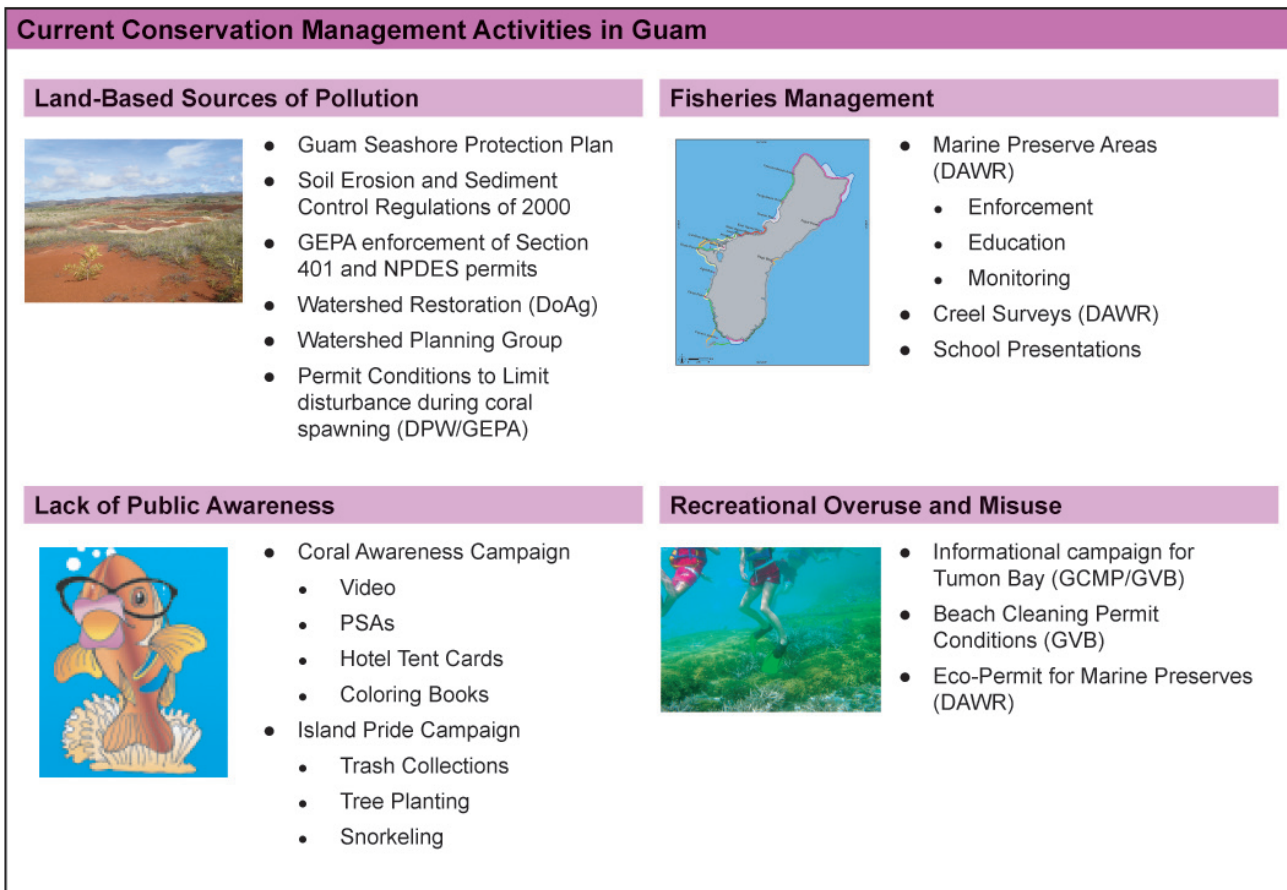 Current Conservation Management Activities in Guam
Land-Based Sources of Pollution
● Guam Seashore Protection Plan
● Soil Erosion and Sediment
Control Regulations of 2000
● GEPA enforcement of Section
401 and NPDES permits
● Watershed Restoration (DoAg)
● Watershed Planning Group
● Permit Conditions to Limit
disturbance during coral
spawning (DPW/GEPA)
Fisheries Management
● Marine Preserve Areas
(DAWR)
● Enforcement
● Education
● Monitoring
● Creel Surveys (DAWR)
● School Presentations
Lack of Public Awareness
● Coral Awareness Campaign
● Video
● PSAs
● Hotel Tent Cards
● Coloring Books
● Island Pride Campaign
● Trash Collections
● Tree Planting
● Snorkeling
Recreational Overuse and Misuse
● Informational campaign for
Tumon Bay (GCMP/GVB)
● Beach Cleaning Permit
Conditions (GVB)
● Eco-Permit for Marine Preserves
(DAWR)